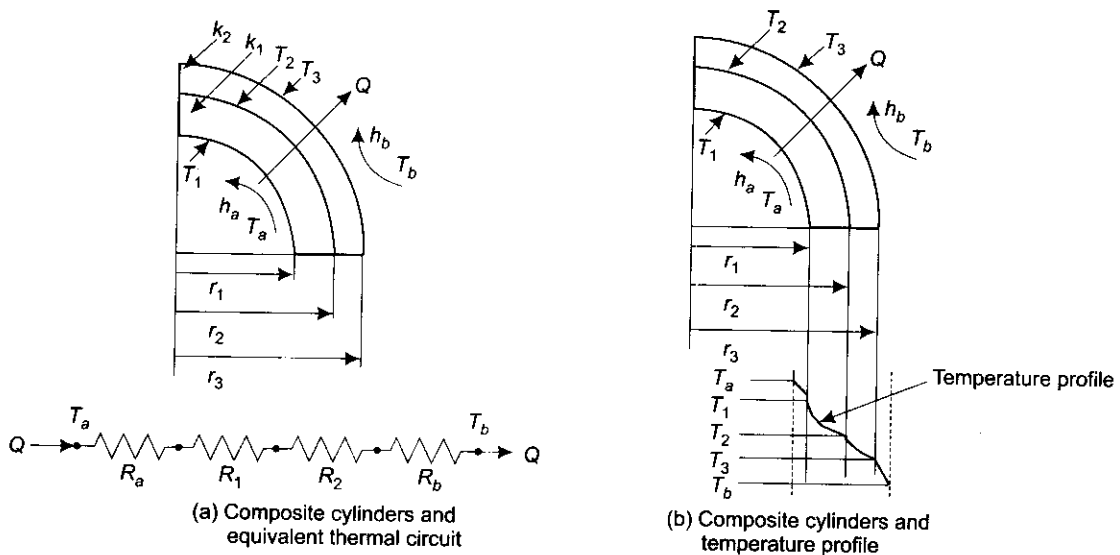 k2
k1
T2
T3
Q
hb
Tb
T1
ha
Ta
r1
r2
r3
Q
Ta
Tb
Q
Ra
R1
R2
Rb
(a) Composite cylinders and
equivalent thermal circuit
T2
T3
Q
hb
Tb
T1
ha
Ta
r1
r2
r3
Ta
T1
T2
T3
Tb
Temperature profile
(b) Composite cylinders and
temperature profile